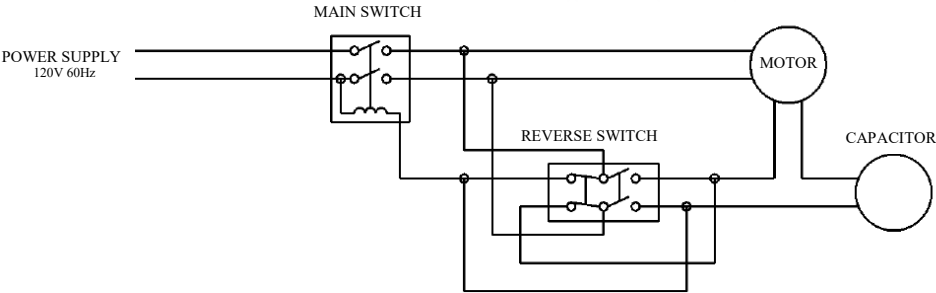 MAIN SWITCH
POWER SUPPLY
120V 60Hz
MOTOR
REVERSE SWITCH
CAPACITOR